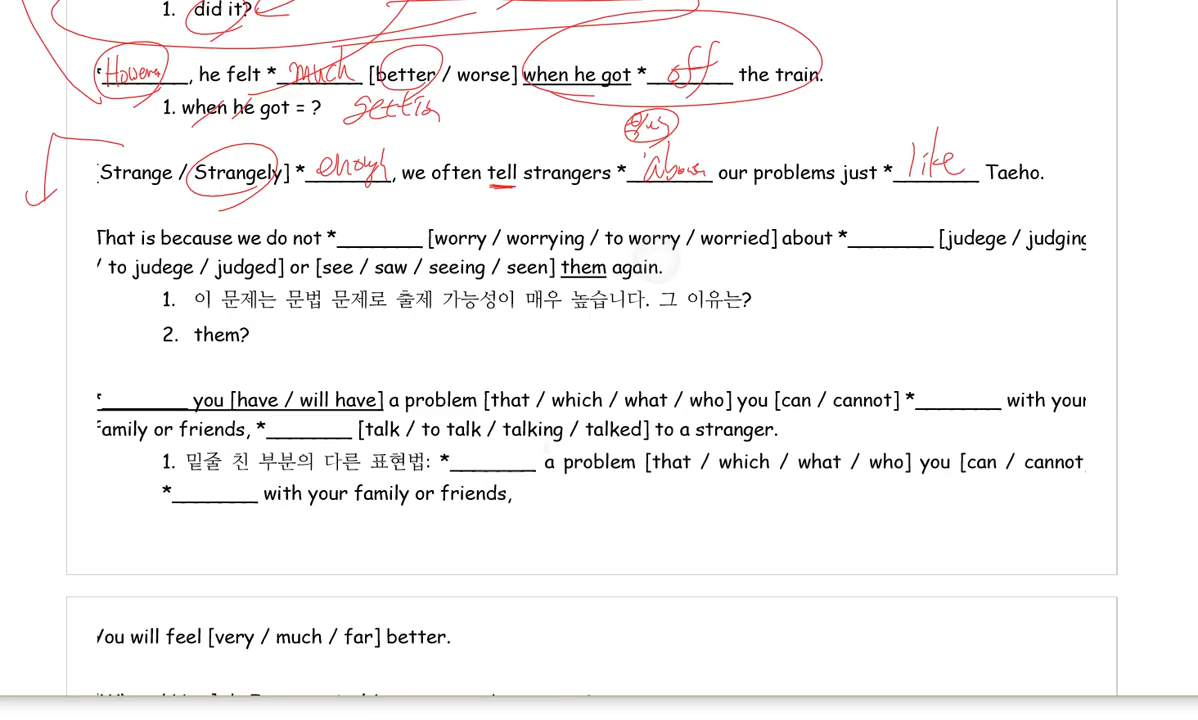 1. did it?
However, he felt * much [better / worse] when he got * off the train.
1. when he got = ? getting
[Strange / Strangely] * enough, we often tell strangers * about our problems just * like Taeho.
That is because we do not *________ [worry / worrying / to worry / worried] about *________ [judege / judging
/ to judege / judged] or [see / saw / seeing / seen] them again.
1. 이 문제는 문법 문제로 출제 가능성이 매우 높습니다. 그 이유는?
2. them?
*________ you [have / will have] a problem [that / which / what / who] you [can / cannot] *________ with your
family or friends, *________ [talk / to talk / talking / talked] to a stranger.
1. 밑줄 친 부분의 다른 표현법: *________ a problem [that / which / what / who] you [can / cannot
*________ with your family or friends,
You will feel [very / much / far] better.